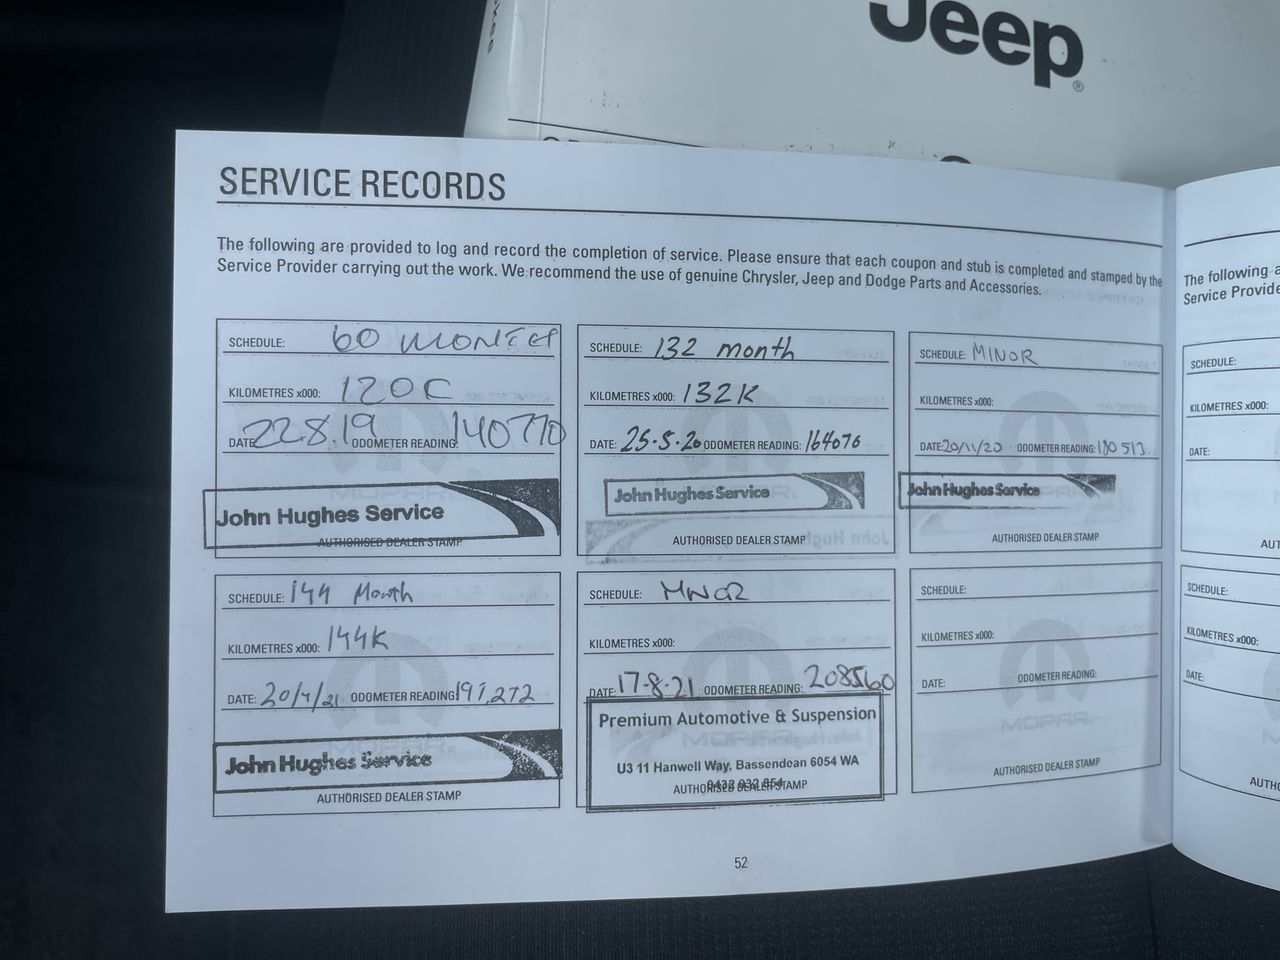 Jeep®
SERVICE RECORDS
The following are provided to log and record the completion of service. Please ensure that each coupon and stub is completed and stamped by the
Service Provider carrying out the work. We recommend the use of genuine Chrysler, Jeep and Dodge Parts and Accessories.
SCHEDULE: 60
KILOMETRES x000: 120
DATE: 22.8.19 ODOMETER READING: 140770
John Hughes Service
AUTHORISED DEALER STAMP
SCHEDULE: 132 month
KILOMETRES x000: 132K
DATE: 25-5-20 ODOMETER READING: 164076
John Hughes Service
AUTHORISED DEALER STAMP
SCHEDULE: MINOR
KILOMETRES x000:
DATE: 20/11/20 ODOMETER READING: 180513
John Hughes Service
AUTHORISED DEALER STAMP
SCHEDULE: 144 Month
KILOMETRES x000: 144K
DATE: 20/4/21 ODOMETER READING: 197,272
John Hughes Service
AUTHORISED DEALER STAMP
SCHEDULE: MINOR
KILOMETRES x000:
DATE: 17-8-21 ODOMETER READING: 208560
Premium Automotive & Suspension
U3 11 Hanwell Way, Bassendean 6054 WA
AUTHORISED DEALER STAMP
SCHEDULE:
KILOMETRES x000:
DATE: ODOMETER READING:
MOPAR
AUTHORISED DEALER STAMP
52
The following
Service
SCHEDULE:
KILOMETRES x000:
DATE:
SCHEDULE:
KILOMETRES x000:
DATE: